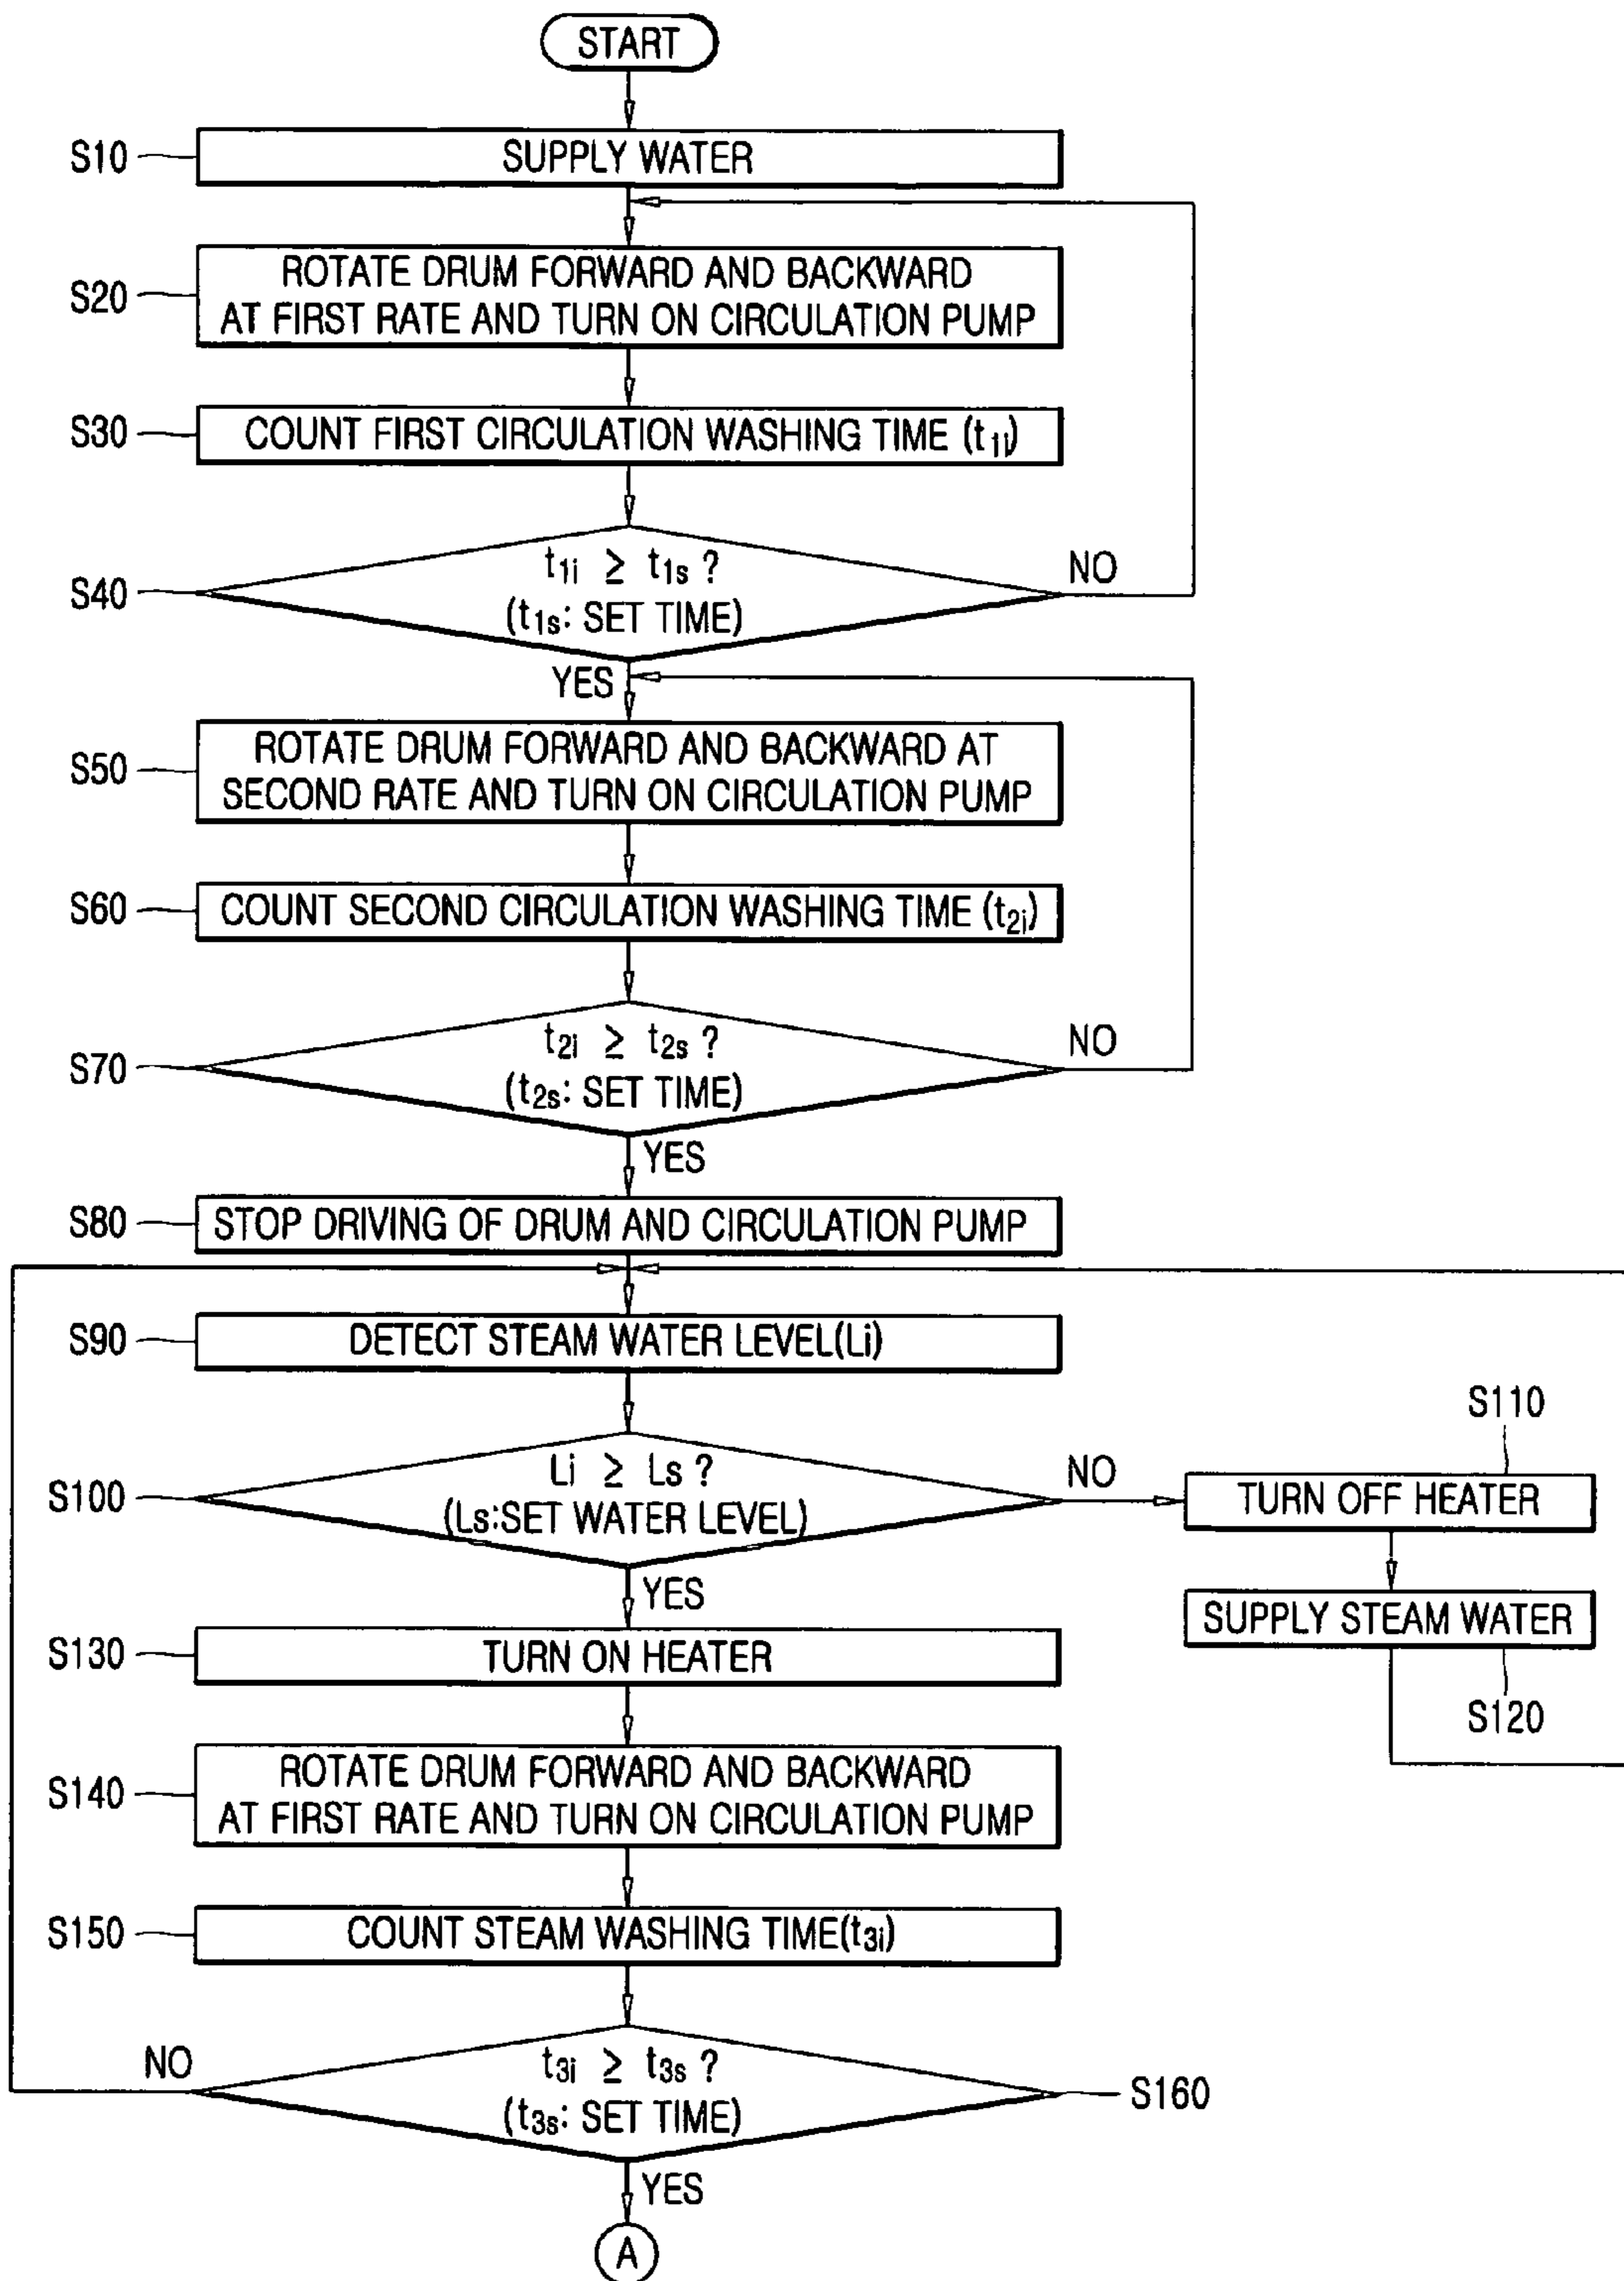 START
S10
SUPPLY WATER
S20
ROTATE DRUM FORWARD AND BACKWARD
AT FIRST RATE AND TURN ON CIRCULATION PUMP
S30
COUNT FIRST CIRCULATION WASHING TIME (t1i)
S40
t1i ≥ t1s ?
(t1s: SET TIME)
NO
YES
S50
ROTATE DRUM FORWARD AND BACKWARD AT
SECOND RATE AND TURN ON CIRCULATION PUMP
S60
COUNT SECOND CIRCULATION WASHING TIME (t2i)
S70
t2i ≥ t2s ?
(t2s: SET TIME)
NO
YES
S80
STOP DRIVING OF DRUM AND CIRCULATION PUMP
S90
DETECT STEAM WATER LEVEL(Li)
S100
Li ≥ Ls ?
(Ls:SET WATER LEVEL)
NO
S110
TURN OFF HEATER
YES
SUPPLY STEAM WATER
S120
S130
TURN ON HEATER
S140
ROTATE DRUM FORWARD AND BACKWARD
AT FIRST RATE AND TURN ON CIRCULATION PUMP
S150
COUNT STEAM WASHING TIME(t3i)
NO
t3i ≥ t3s ?
(t3s: SET TIME)
S160
YES
A